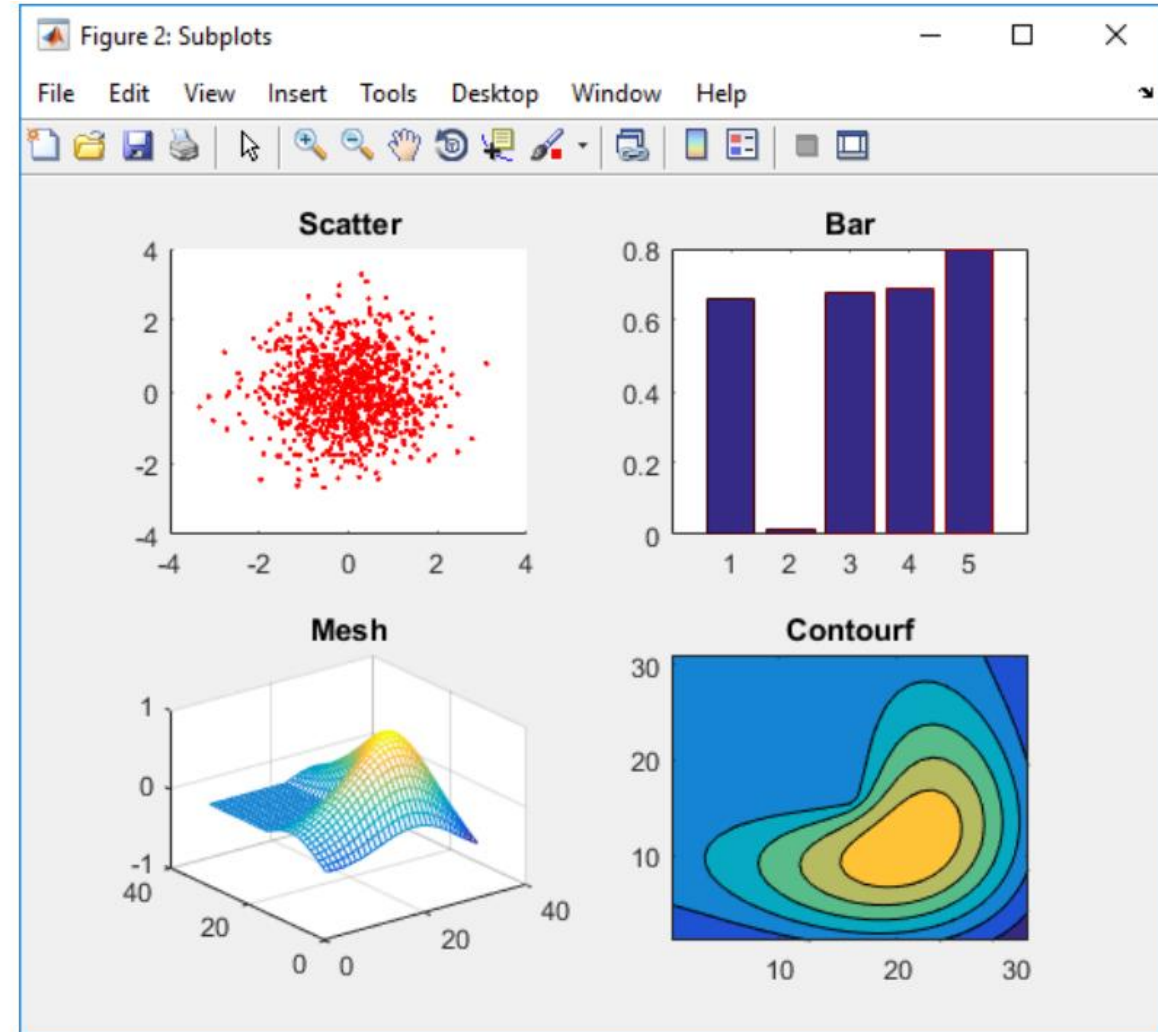 Figure 2: Subplots
File Edit View Insert Tools Desktop Window Help
Scatter
4
2
0
-2
-4
-4 -2 0 2 4
Bar
0.8
0.6
0.4
0.2
0
1 2 3 4 5
Mesh
1
0
-1
40
20
0
0
20
40
Contourf
30
20
10
10 20 30